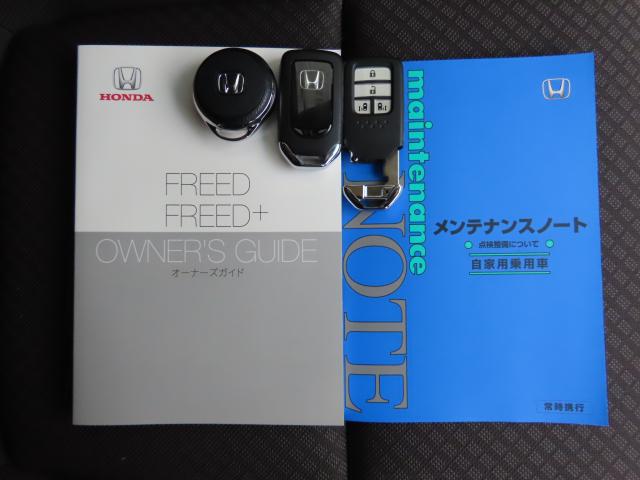 HONDA
FREED
FREED+
OWNER'S GUIDE
オーナーズガイド
maintenance
NOTE
メンテナンスノート
点検整備について
自家用乗用車
常時携行